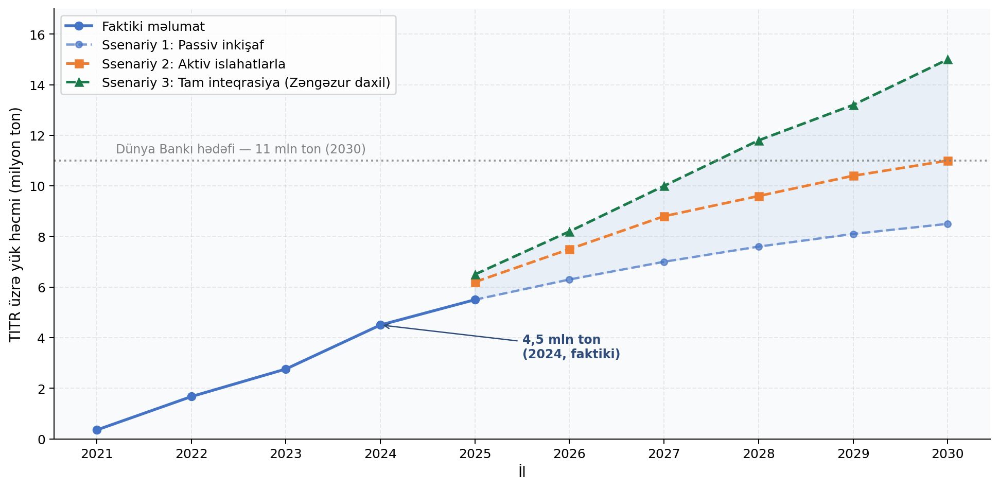 Faktiki məlumat
Ssenariy 1: Passiv inkişaf
Ssenariy 2: Aktiv islahatlarla
Ssenariy 3: Tam inteqrasiya (Zəngəzur daxil)
Dünya Bankı hədəfi — 11 mln ton (2030)
4,5 mln ton
(2024, faktiki)
TITR üzrə yük həcmi (milyon ton)
16
14
12
10
8
6
4
2
0
2021 2022 2023 2024 2025 2026 2027 2028 2029 2030
İl